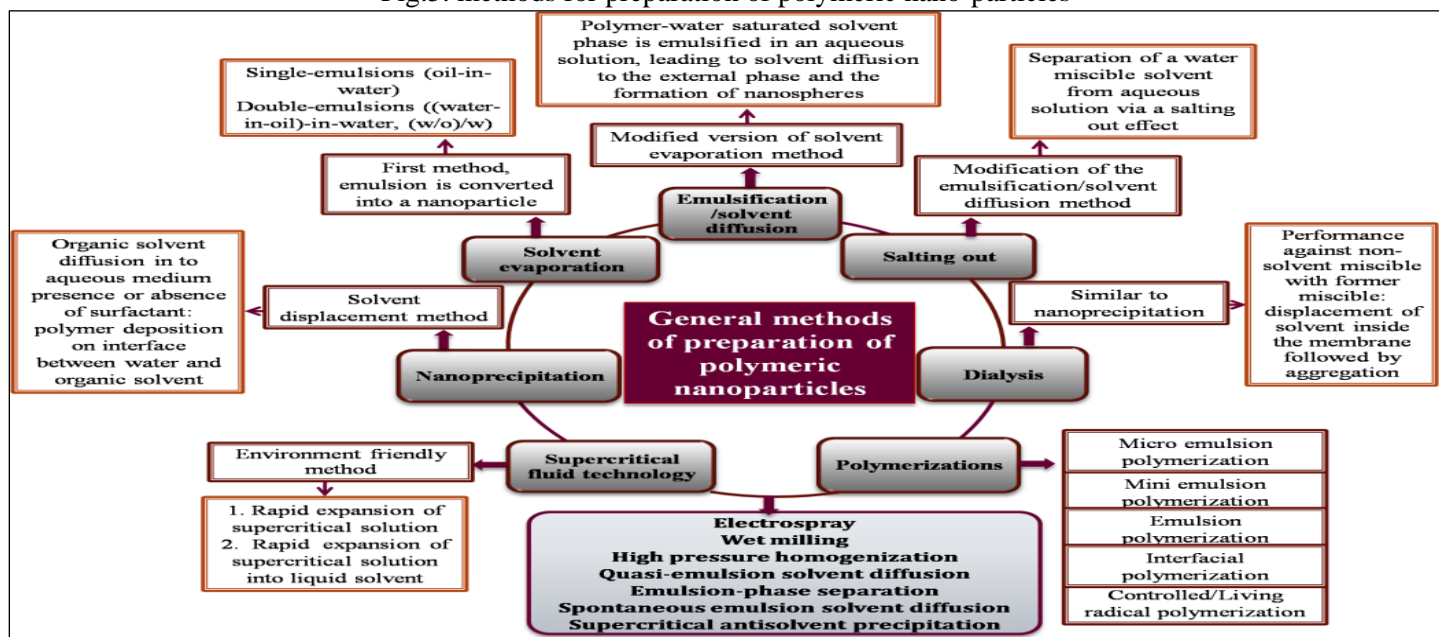 Fig.3: methods for preparation of polymeric nano-particles
Polymer-water saturated solvent
phase is emulsified in an aqueous
solution, leading to solvent diffusion
to the external phase and the
formation of nanospheres
Single-emulsions (oil-in-
water)
Double-emulsions ((water-
in-oil)-in-water, (w/o)/w)
Separation of a water
miscible solvent
from aqueous
solution via a salting
out effect
Modified version of solvent
evaporation method
First method,
emulsion is converted
into a nanoparticle
Modification of the
emulsification/solvent
diffusion method
Emulsification
/solvent
diffusion
Solvent
evaporation
Salting out
Organic solvent
diffusion in to
aqueous medium
presence or absence
of surfactant:
polymer deposition
on interface
between water and
organic solvent
Solvent
displacement method
Similar to
nanoprecipitation
Performance
against non-
solvent miscible
with former
miscible:
displacement of
solvent inside
the membrane
followed by
aggregation
General methods
of preparation of
polymeric
nanoparticles
Nanoprecipitation
Dialysis
Environment friendly
method
Supercritical
fluid technology
Polymerizations
Micro emulsion
polymerization
Mini emulsion
polymerization
Emulsion
polymerization
Interfacial
polymerization
Controlled/Living
radical polymerization
1. Rapid expansion of
supercritical solution
2. Rapid expansion of
supercritical solution
into liquid solvent
Electrospray
Wet milling
High pressure homogenization
Quasi-emulsion solvent diffusion
Emulsion-phase separation
Spontaneous emulsion solvent diffusion
Supercritical antisolvent precipitation